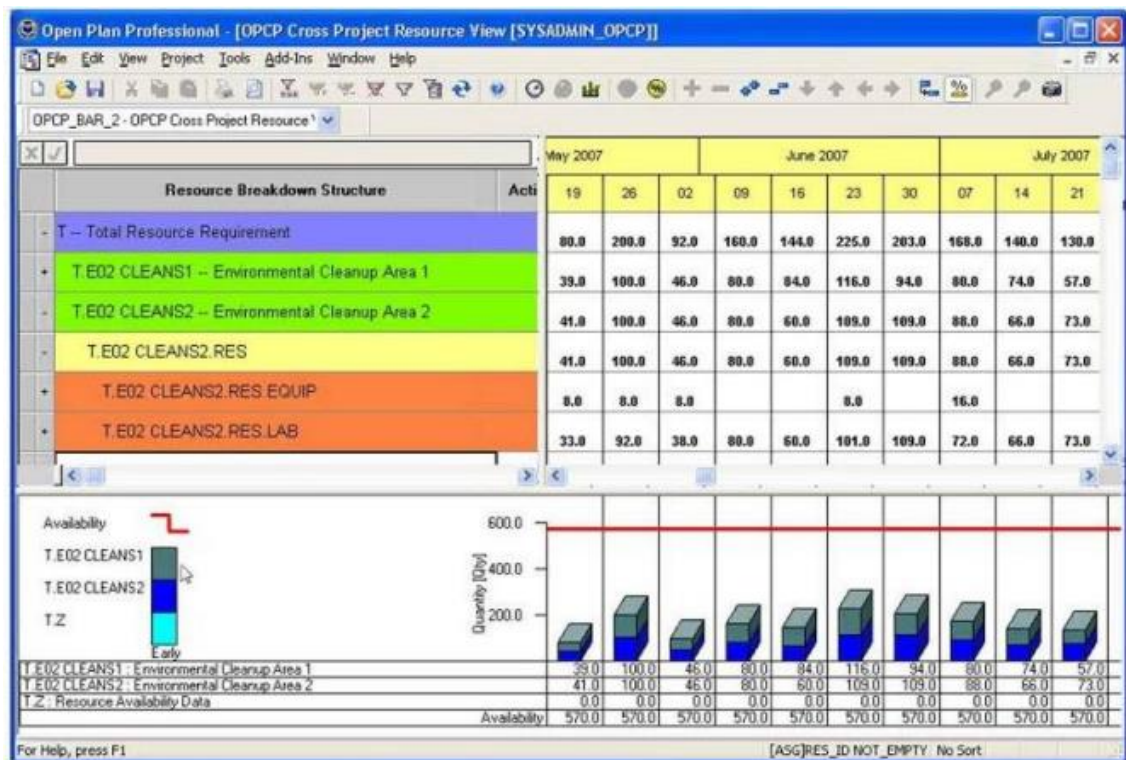 Open Plan Professional - [OPCP Cross Project Resource View [SYSADMIN_OPCP]]
File Edit View Project Tools Add-Ins Window Help
OPCP_BAR_2 - OPCP Cross Project Resource
May 2007 June 2007 July 2007
Resource Breakdown Structure Acti 19 26 02 09 16 23 30 07 14 21
- T -- Total Resource Requirement 80.0 200.0 92.0 160.0 144.0 225.0 203.0 168.0 140.0 130.0
+ T.E02 CLEANS1 -- Environmental Cleanup Area 1 39.0 100.0 46.0 80.0 84.0 116.0 94.0 80.0 74.0 57.0
- T.E02 CLEANS2 -- Environmental Cleanup Area 2 41.0 100.0 46.0 80.0 60.0 109.0 109.0 88.0 66.0 73.0
- T.E02 CLEANS2.RES 41.0 100.0 46.0 80.0 60.0 109.0 109.0 88.0 66.0 73.0
+ T.E02 CLEANS2.RES.EQUIP 8.0 8.0 8.0 8.0 16.0
+ T.E02 CLEANS2.RES.LAB 33.0 92.0 38.0 80.0 60.0 101.0 109.0 72.0 66.0 73.0
Availability
T.E02 CLEANS1
T.E02 CLEANS2
T.Z
Early
Quantity [Qty]
600.0
400.0
200.0
T.E02 CLEANS1 : Environmental Cleanup Area 1 39.0 100.0 46.0 80.0 84.0 116.0 94.0 80.0 74.0 57.0
T.E02 CLEANS2 : Environmental Cleanup Area 2 41.0 100.0 46.0 80.0 60.0 109.0 109.0 88.0 66.0 73.0
T.Z : Resource Availability Data 0.0 0.0 0.0 0.0 0.0 0.0 0.0 0.0 0.0 0.0
Availability 570.0 570.0 570.0 570.0 570.0 570.0 570.0 570.0 570.0 570.0
For Help, press F1 [ASG]RES_ID NOT_EMPTY No Sort